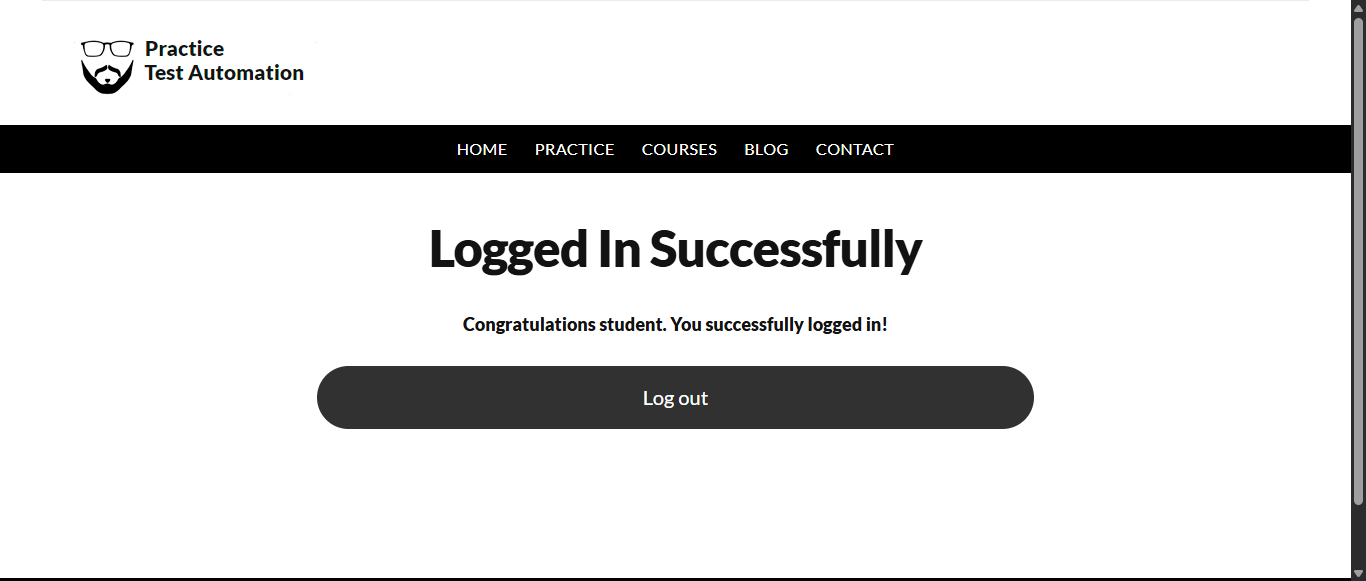 Practice
Test Automation
HOME PRACTICE COURSES BLOG CONTACT
Logged In Successfully
Congratulations student. You successfully logged in!
Log out